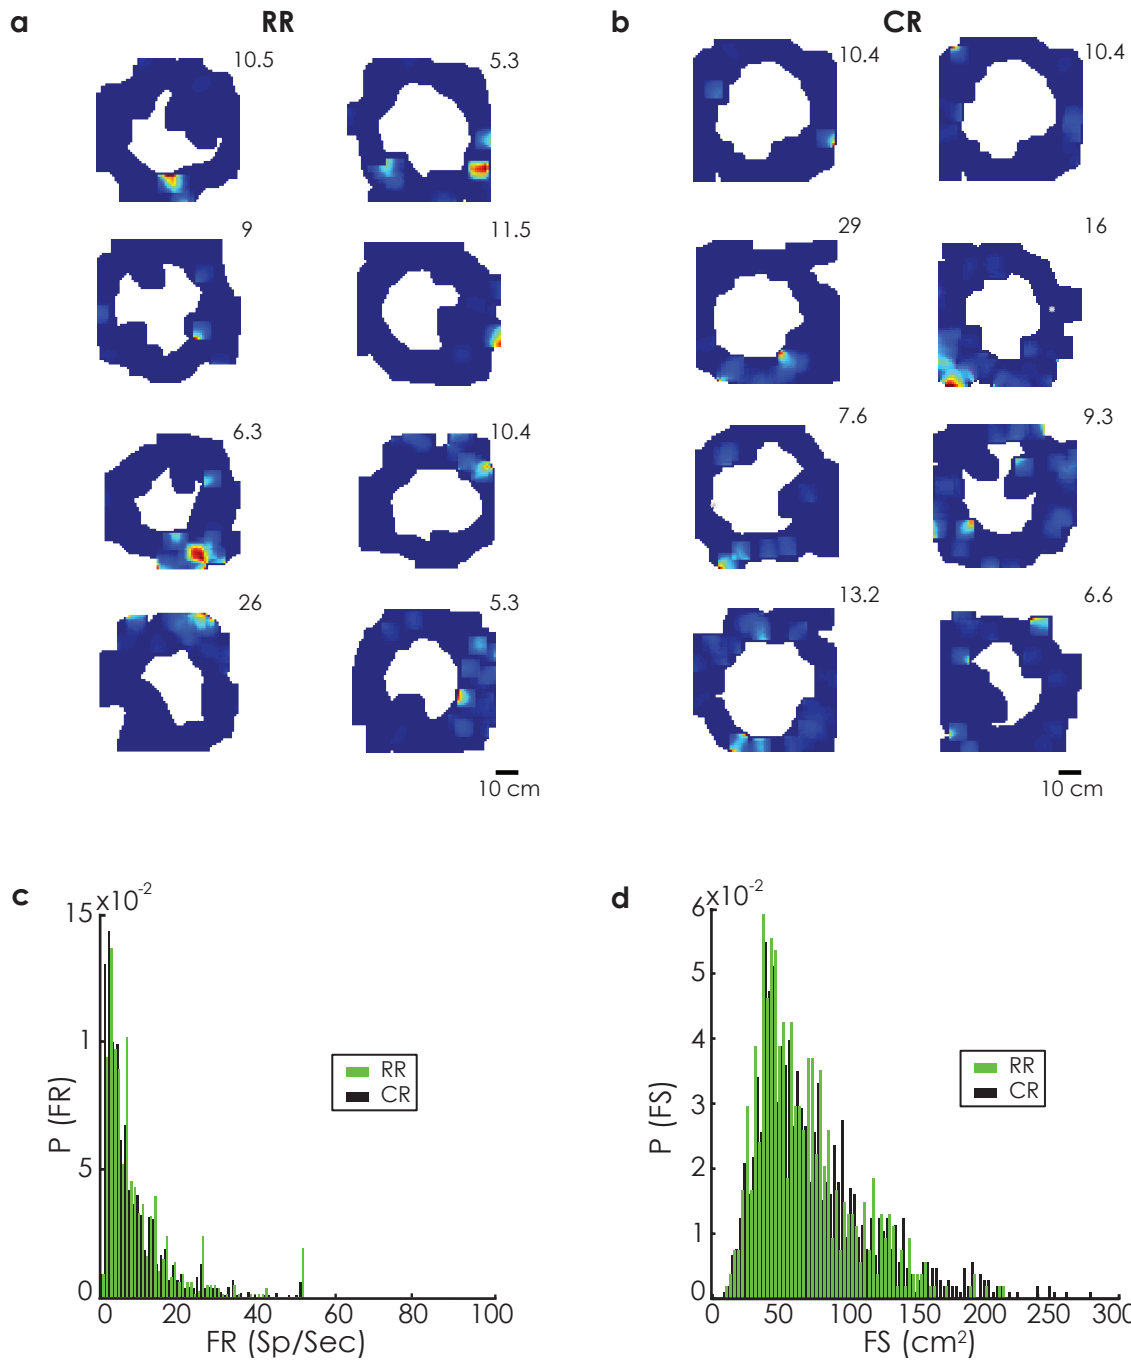 a RR b CR
10.5 5.3 10.4 10.4
9 11.5 29 16
6.3 10.4 7.6 9.3
26 5.3 13.2 6.6
10 cm 10 cm
c d
15 x10-2
1
5
0
P (FR)
RR
CR
0 20 40 60 80 100
FR (Sp/Sec)
6 x10-2
5
4
3
2
1
0
P (FS)
RR
CR
0 50 100 150 200 250 300
FS (cm²)